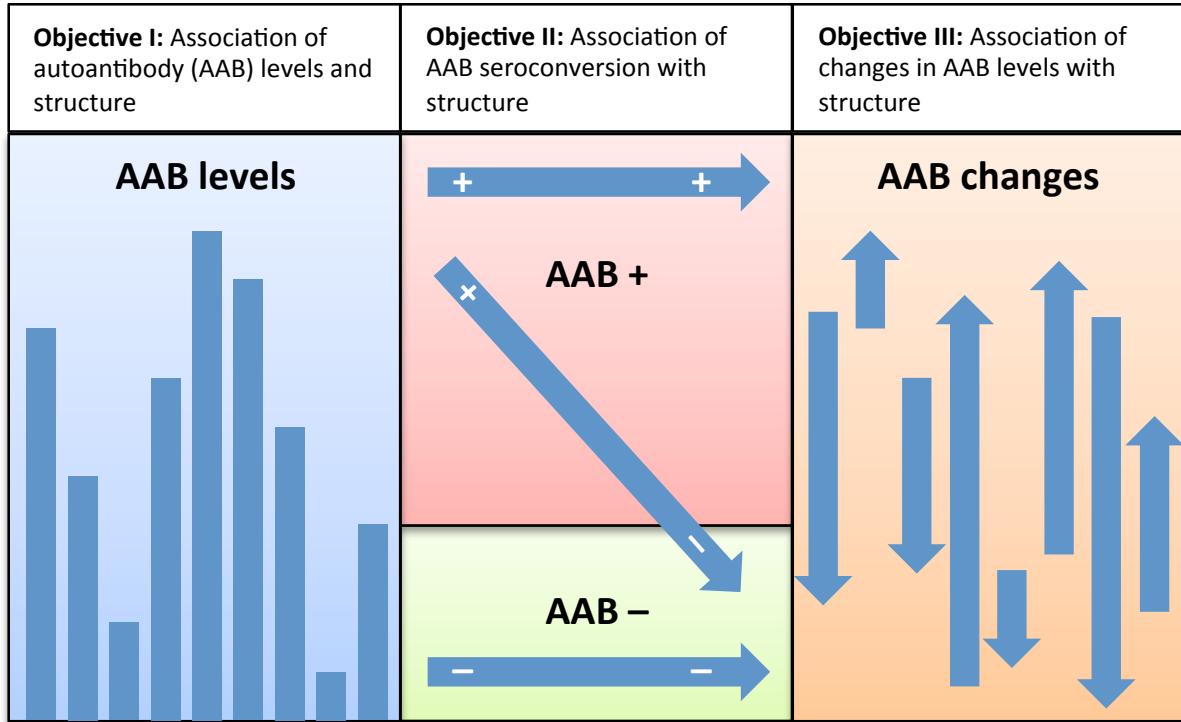 Objective I: Association of
autoantibody (AAB) levels and
structure
Objective II: Association of
AAB seroconversion with
structure
Objective III: Association of
changes in AAB levels with
structure
AAB levels
+ +
AAB +
+
–
AAB –
– –
AAB changes